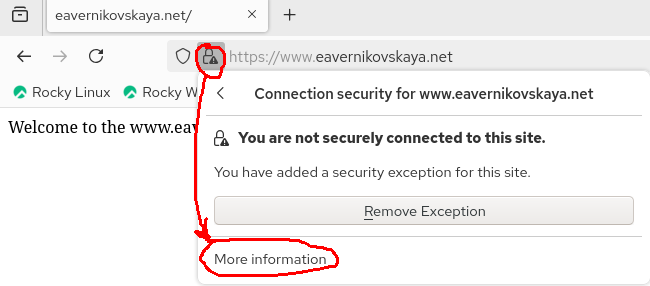 eavernikovskaya.net/
https://www.eavernikovskaya.net
Rocky Linux
Rocky W
Connection security for www.eavernikovskaya.net
Welcome to the www.eav
You are not securely connected to this site.
You have added a security exception for this site.
Remove Exception
More information